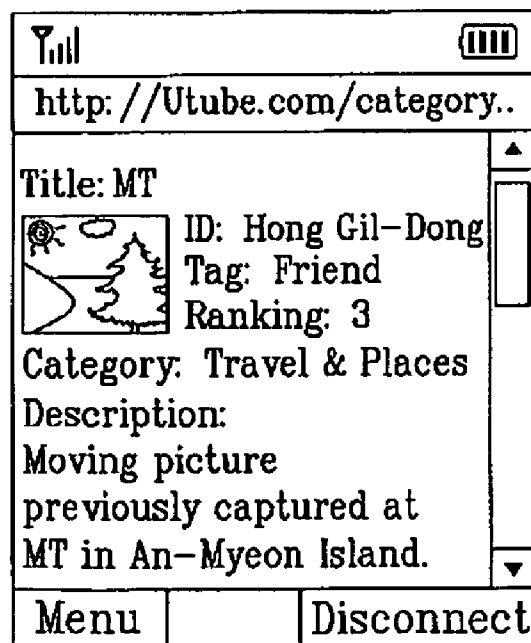 http://Utube.com/category..
Title: MT
ID: Hong Gil-Dong
Tag: Friend
Ranking: 3
Category: Travel & Places
Description:
Moving picture
previously captured at
MT in An-Myeon Island.
Menu Disconnect